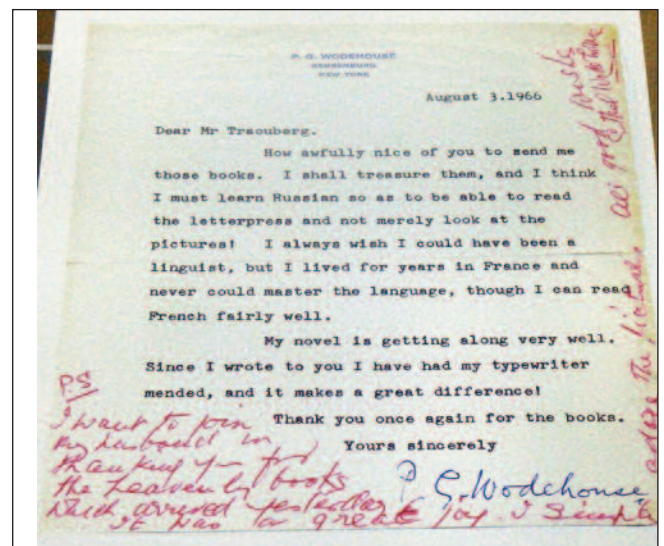 P. G. WODEHOUSE
REMSENBURG
NEW YORK
August 3.1966
Dear Mr Traouberg.
How awfully nice of you to send me
those books. I shall treasure them, and I think
I must learn Russian so as to be able to read
the letterpress and not merely look at the
pictures! I always wish I could have been a
linguist, but I lived for years in France and
never could master the language, though I can read
French fairly well.
My novel is getting along very well.
Since I wrote to you I have had my typewriter
mended, and it makes a great difference!
Thank you once again for the books.
Yours sincerely
P G. Wodehouse
P.S
I want to join
my husband in
thanking you for
the heavenly books
which arrived yesterday
it was a great joy. I simply
adore the pictures. all good wishes
Ethel Wodehouse